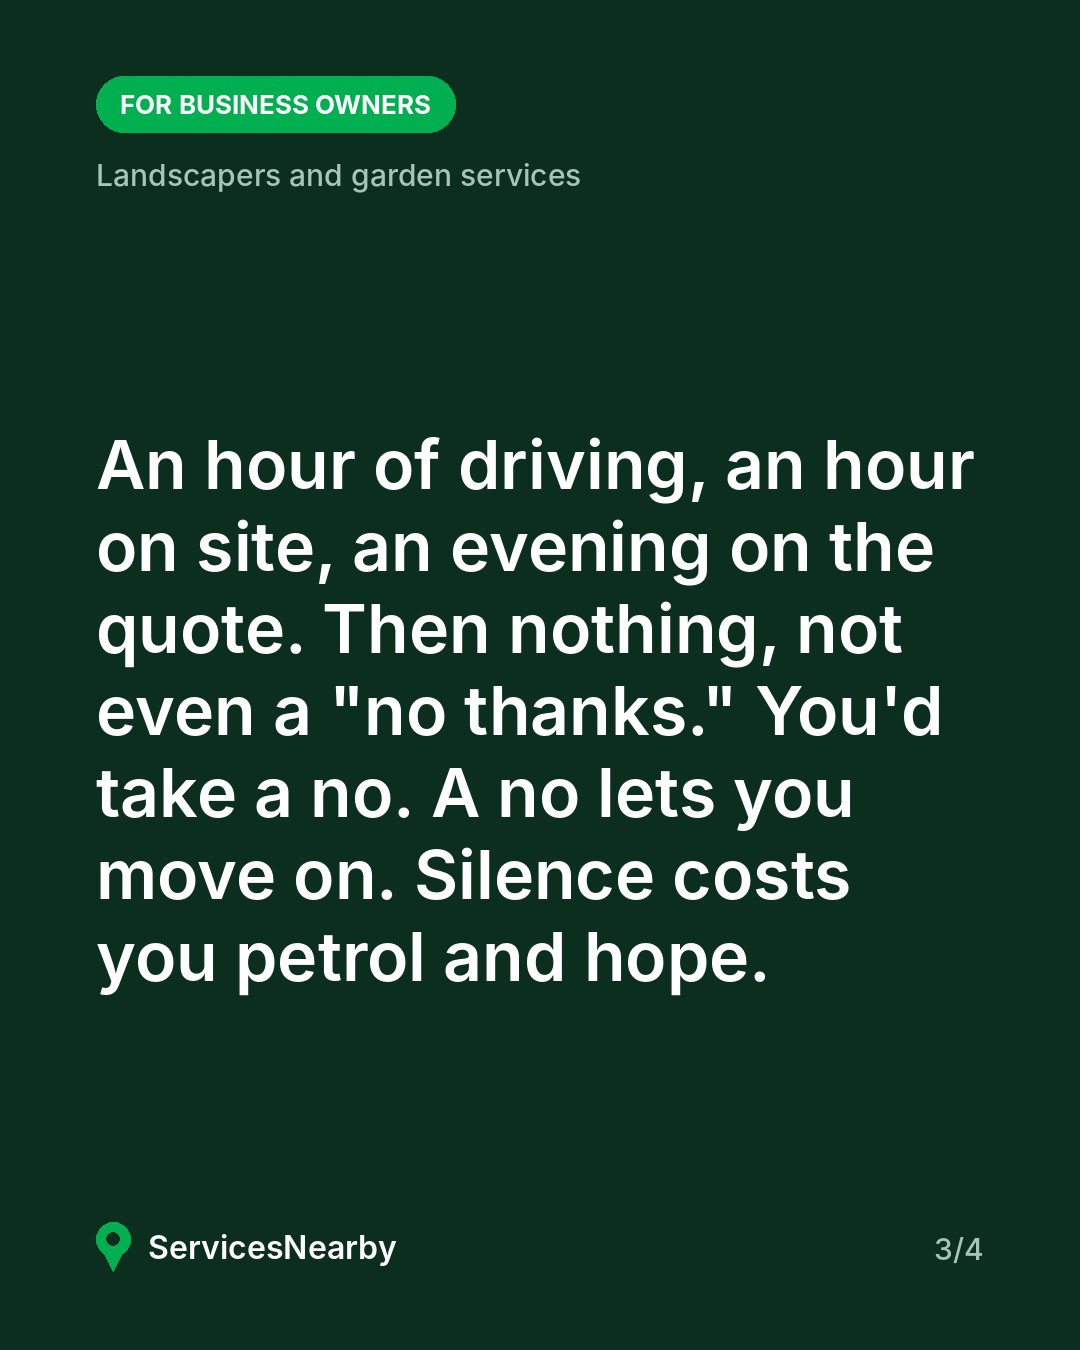 FOR BUSINESS OWNERS
Landscapers and garden services
An hour of driving, an hour
on site, an evening on the
quote. Then nothing, not
even a "no thanks." You'd
take a no. A no lets you
move on. Silence costs
you petrol and hope.
ServicesNearby
3/4